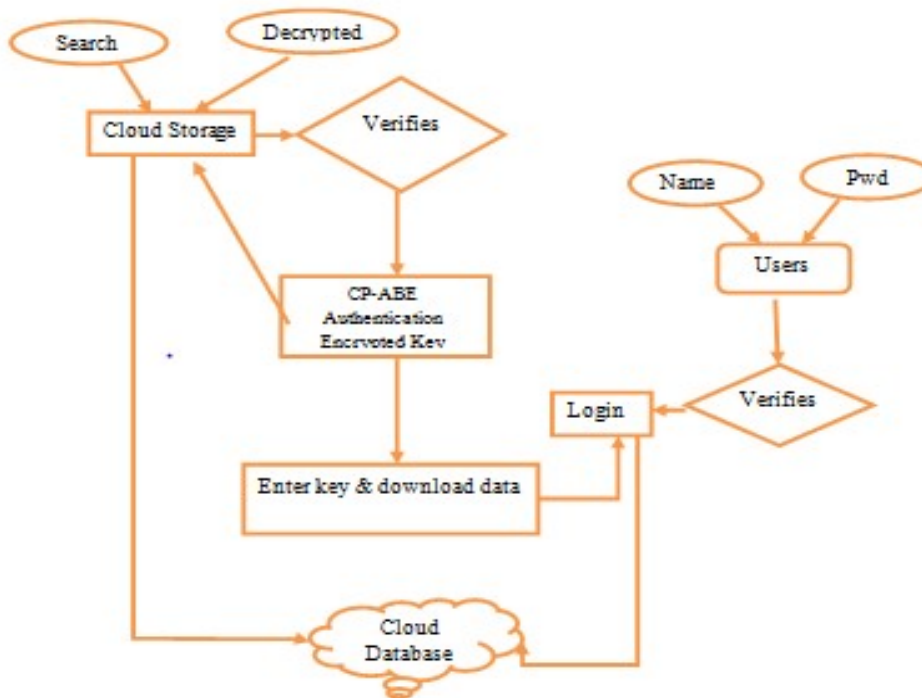 Search
Decrypted
Cloud Storage
Verifies
Name
Pwd
Users
CP-ABE
Authentication
Encrypted Key
Login
Verifies
Enter key & download data
Cloud
Database